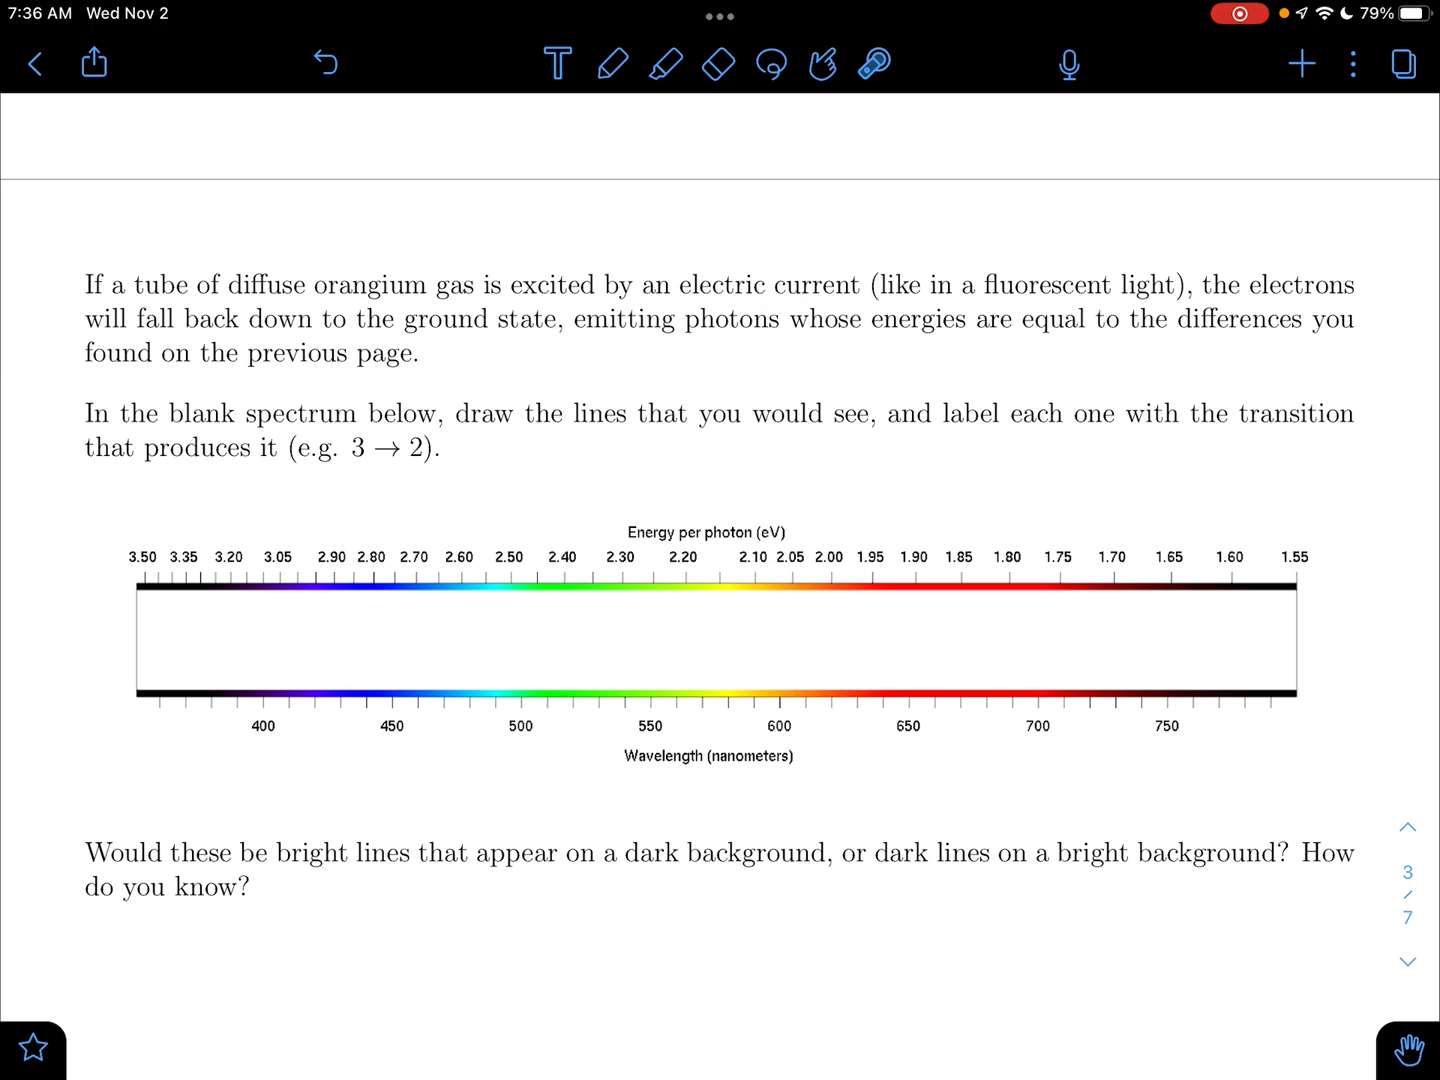 7:36 AM Wed Nov 2
79%
If a tube of diffuse orangium gas is excited by an electric current (like in a fluorescent light), the electrons
will fall back down to the ground state, emitting photons whose energies are equal to the differences you
found on the previous page.
In the blank spectrum below, draw the lines that you would see, and label each one with the transition
that produces it (e.g. 3 → 2).
Energy per photon (eV)
3.50 3.35 3.20 3.05 2.90 2.80 2.70 2.60 2.50 2.40 2.30 2.20 2.10 2.05 2.00 1.95 1.90 1.85 1.80 1.75 1.70 1.65 1.60 1.55
400 450 500 550 600 650 700 750
Wavelength (nanometers)
Would these be bright lines that appear on a dark background, or dark lines on a bright background? How
do you know?
3
/
7